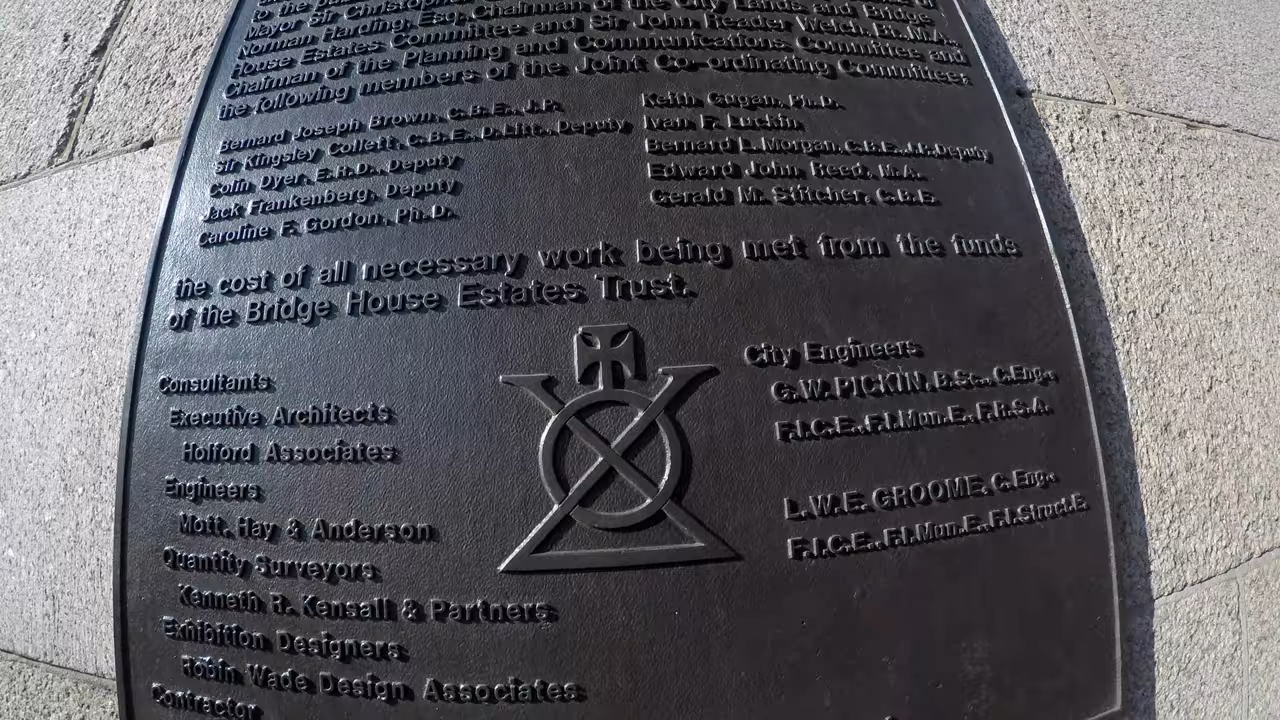 Mayor Sir Christopher
Norman Harding, Esq., Chairman of the City Lands and Bridge
House Estates Committee and Sir John Reader Welch, Bt., M.A.,
Chairman of the Planning and Communications Committee and
the following members of the Joint Co-ordinating Committee:
Bernard Joseph Brown, C.B.E., J.P.
Sir Kingsley Collett, C.B.E., D.Litt., Deputy
Colin Dyer, E.R.D., Deputy
Jack Frankenberg, Deputy
Caroline F. Gordon, Ph.D.
Keith Gugan, Ph.D.
Ivan F. Luckin
Bernard L. Morgan, C.B.E., J.P., Deputy
Edward John Reed, M.A.
Gerald M. Stitcher, C.B.E.
the cost of all necessary work being met from the funds
of the Bridge House Estates Trust.
Consultants
Executive Architects
Holford Associates
Engineers
Mott, Hay & Anderson
Quantity Surveyors
Kenneth R. Kensall & Partners
Exhibition Designers
Robin Wade Design Associates
Contractor
City Engineers
G.W. PICKIN, B.Sc., C.Eng.,
F.I.C.E., F.I.Mun.E., F.R.S.A.
L.W.E. GROOME, C.Eng.,
F.I.C.E., F.I.Mun.E., F.I.Struct.E